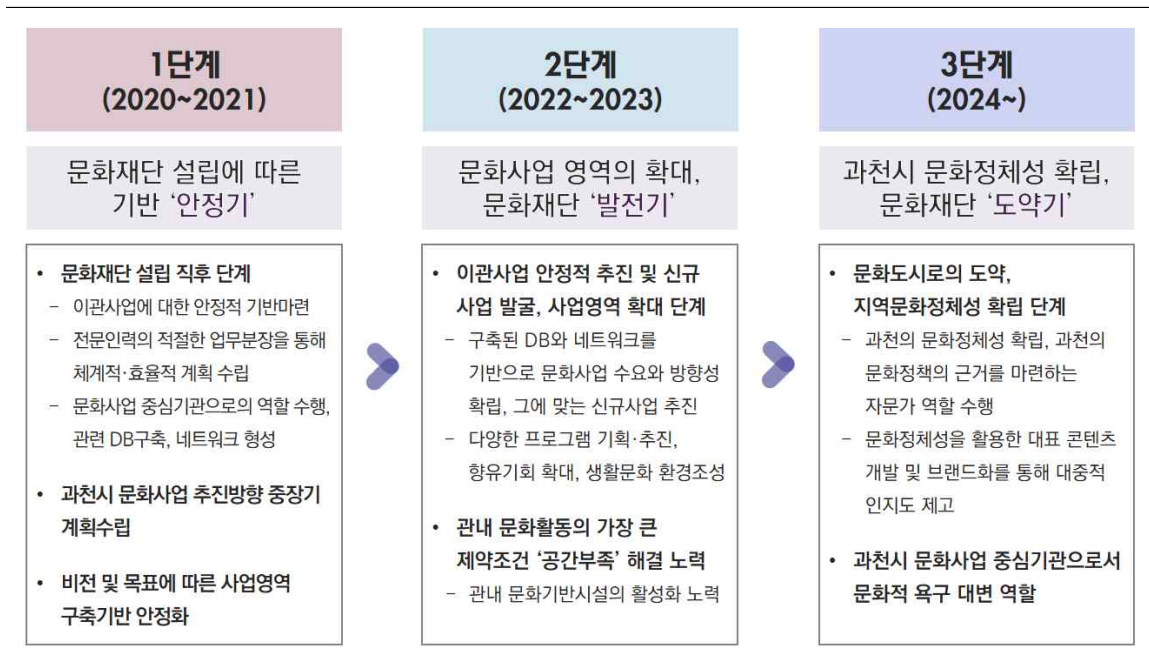 1단계
(2020~2021)
문화재단 설립에 따른
기반 ‘안정기’
• 문화재단 설립 직후 단계
– 이관사업에 대한 안정적 기반마련
– 전문인력의 적절한 업무분장을 통해
체계적·효율적 계획 수립
– 문화사업 중심기관으로의 역할 수행,
관련 DB구축, 네트워크 형성
• 과천시 문화사업 추진방향 중장기
계획수립
• 비전 및 목표에 따른 사업영역
구축기반 안정화
2단계
(2022~2023)
문화사업 영역의 확대,
문화재단 ‘발전기’
• 이관사업 안정적 추진 및 신규
사업 발굴, 사업영역 확대 단계
– 구축된 DB와 네트워크를
기반으로 문화사업 수요와 방향성
확립, 그에 맞는 신규사업 추진
– 다양한 프로그램 기획·추진,
향유기회 확대, 생활문화 환경조성
• 관내 문화활동의 가장 큰
제약조건 ‘공간부족’ 해결 노력
– 관내 문화기반시설의 활성화 노력
3단계
(2024~)
과천시 문화정체성 확립,
문화재단 ‘도약기’
• 문화도시로의 도약,
지역문화정체성 확립 단계
– 과천의 문화정체성 확립, 과천의
문화정책의 근거를 마련하는
자문가 역할 수행
– 문화정체성을 활용한 대표 콘텐츠
개발 및 브랜드화를 통해 대중적
인지도 제고
• 과천시 문화사업 중심기관으로서
문화적 욕구 대변 역할